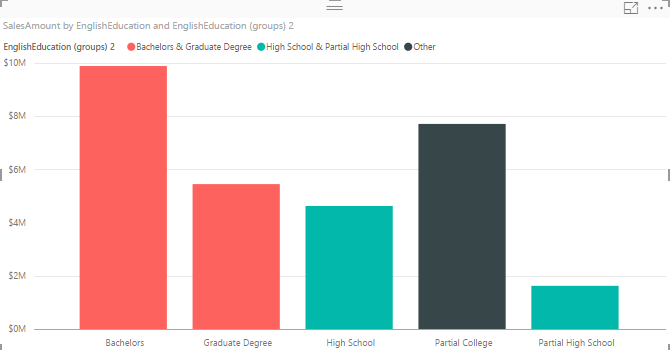 SalesAmount by EnglishEducation and EnglishEducation (groups) 2
EnglishEducation (groups) 2 Bachelors & Graduate Degree High School & Partial High School Other
$10M
$8M
$6M
$4M
$2M
$0M
Bachelors Graduate Degree High School Partial College Partial High School